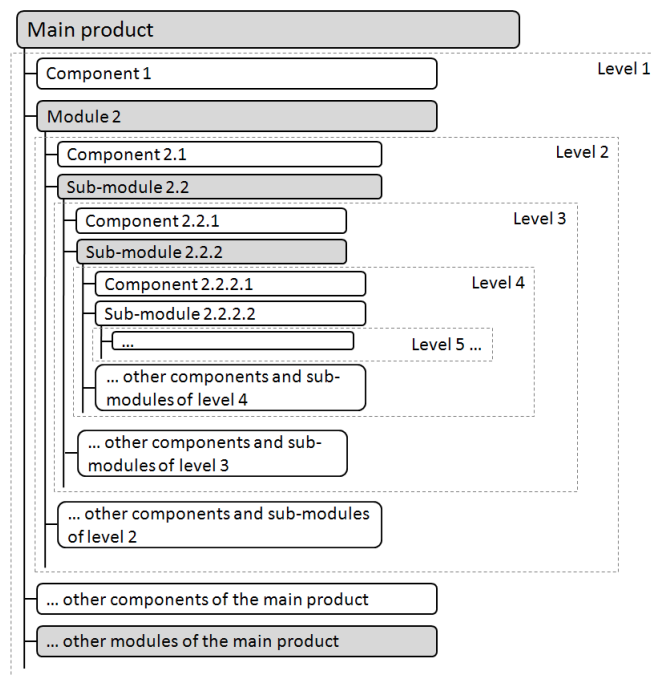 Main product
Level 1
Component 1
Module 2
Level 2
Component 2.1
Sub-module 2.2
Level 3
Component 2.2.1
Sub-module 2.2.2
Level 4
Component 2.2.2.1
Sub-module 2.2.2.2
...
Level 5 ...
... other components and sub-
modules of level 4
... other components and sub-
modules of level 3
... other components and sub-modules
of level 2
... other components of the main product
... other modules of the main product